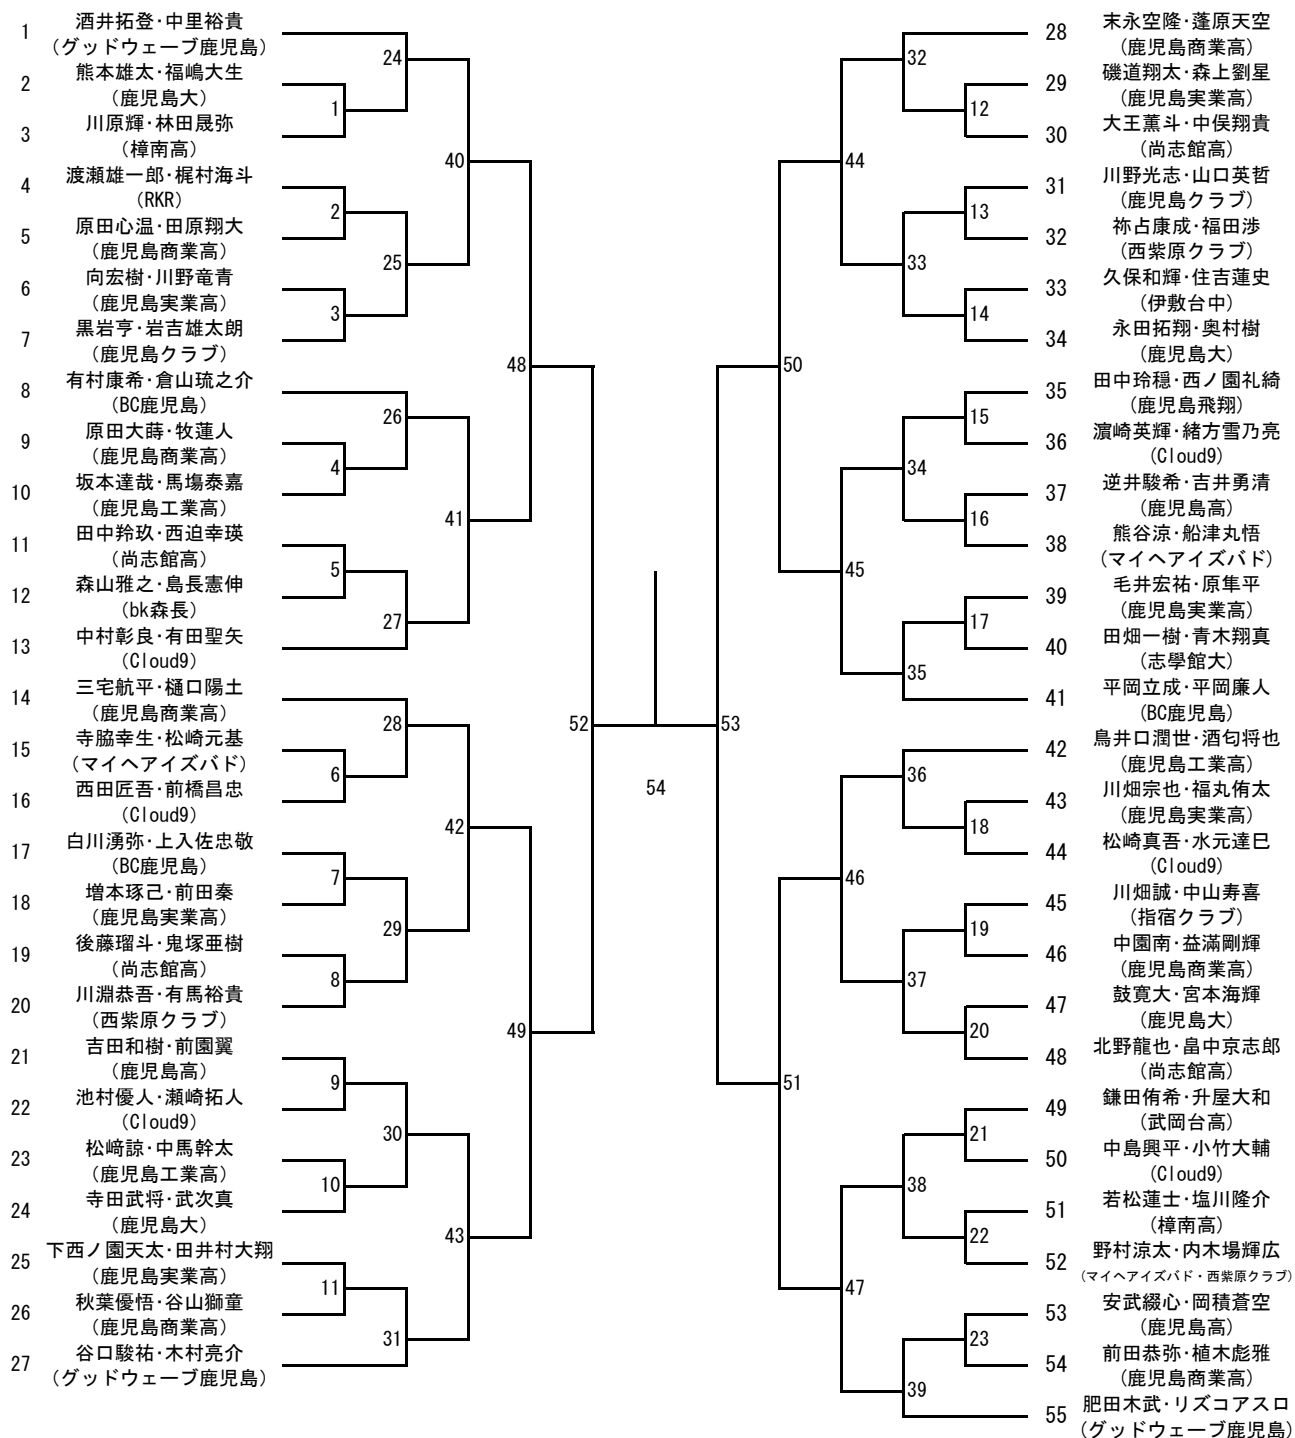 1 酒井拓登・中里裕貴
(グッドウェーブ鹿児島)
2 熊本雄太・福嶋大生
(鹿児島大)
3 川原輝・林田晟弥
(樟南高)
4 渡瀬雄一郎・梶村海斗
(RKR)
5 原田心温・田原翔大
(鹿児島商業高)
6 向宏樹・川野竜青
(鹿児島実業高)
7 黒岩亨・岩吉雄太朗
(鹿児島クラブ)
8 有村康希・倉山琉之介
(BC鹿児島)
9 原田大蒔・牧蓮人
(鹿児島商業高)
10 坂本達哉・馬塲泰嘉
(鹿児島工業高)
11 田中羚玖・西迫幸瑛
(尚志館高)
12 森山雅之・島長憲伸
(bk森長)
13 中村彰良・有田聖矢
(Cloud9)
14 三宅航平・樋口陽土
(鹿児島商業高)
15 寺脇幸生・松崎元基
(マイヘアイズバド)
16 西田匠吾・前橋昌忠
(Cloud9)
17 白川湧弥・上入佐忠敬
(BC鹿児島)
18 増本琢己・前田秦
(鹿児島実業高)
19 後藤瑠斗・鬼塚亜樹
(尚志館高)
20 川淵恭吾・有馬裕貴
(西紫原クラブ)
21 吉田和樹・前園翼
(鹿児島高)
22 池村優人・瀬崎拓人
(Cloud9)
23 松﨑諒・中馬幹太
(鹿児島工業高)
24 寺田武将・武次真
(鹿児島大)
25 下西ノ園天太・田井村大翔
(鹿児島実業高)
26 秋葉優悟・谷山獅童
(鹿児島商業高)
27 谷口駿祐・木村亮介
(グッドウェーブ鹿児島)
24
1
40
2
25
3
48
26
4
41
5
27
52
28
6
42
7
29
8
49
9
30
10
43
11
31
54
53
32
12
44
13
33
14
50
15
34
16
45
17
35
36
18
46
19
37
20
51
21
38
22
47
23
39
28 末永空隆・蓬原天空
(鹿児島商業高)
29 磯道翔太・森上劉星
(鹿児島実業高)
30 大王薫斗・中俣翔貴
(尚志館高)
31 川野光志・山口英哲
(鹿児島クラブ)
32 祢占康成・福田渉
(西紫原クラブ)
33 久保和輝・住吉蓮史
(伊敷台中)
34 永田拓翔・奥村樹
(鹿児島大)
35 田中玲穏・西ノ園礼綺
(鹿児島飛翔)
36 濵崎英輝・緒方雪乃亮
(Cloud9)
37 逆井駿希・吉井勇清
(鹿児島高)
38 熊谷涼・船津丸悟
(マイヘアイズバド)
39 毛井宏祐・原隼平
(鹿児島実業高)
40 田畑一樹・青木翔真
(志學館大)
41 平岡立成・平岡廉人
(BC鹿児島)
42 鳥井口潤世・酒匂将也
(鹿児島工業高)
43 川畑宗也・福丸侑太
(鹿児島実業高)
44 松崎真吾・水元達巳
(Cloud9)
45 川畑誠・中山寿喜
(指宿クラブ)
46 中園南・益滿剛輝
(鹿児島商業高)
47 鼓寛大・宮本海輝
(鹿児島大)
48 北野龍也・畠中京志郎
(尚志館高)
49 鎌田侑希・升屋大和
(武岡台高)
50 中島興平・小竹大輔
(Cloud9)
51 若松蓮士・塩川隆介
(樟南高)
52 野村涼太・内木場輝広
(マイヘアイズバド・西紫原クラブ)
53 安武綴心・岡積蒼空
(鹿児島高)
54 前田恭弥・植木彪雅
(鹿児島商業高)
55 肥田木武・リズコアスロ
(グッドウェーブ鹿児島)